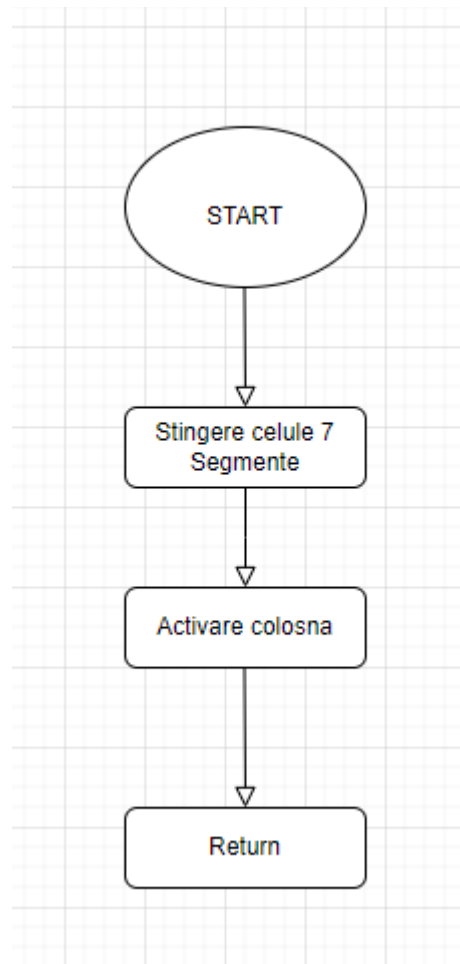 START
Stingere celule 7
Segmente
Activare colosna
Return